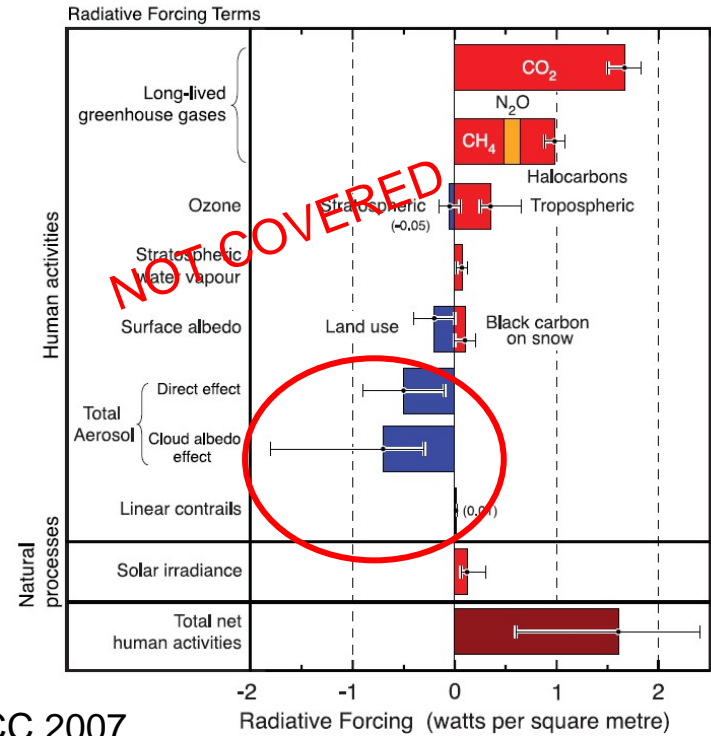 Radiative Forcing Terms
CO₂
Long-lived
greenhouse gases
N₂O
CH₄
Halocarbons
Ozone
Stratospheric
(-0.05)
Tropospheric
NOT COVERED
Stratospheric
water vapour
Surface albedo
Land use
Black carbon
on snow
Human activities
Total
Aerosol
Direct effect
Cloud albedo
effect
Linear contrails
(0.01)
Natural
processes
Solar irradiance
Total net
human activities
-2 -1 0 1 2
CC 2007
Radiative Forcing (watts per square metre)